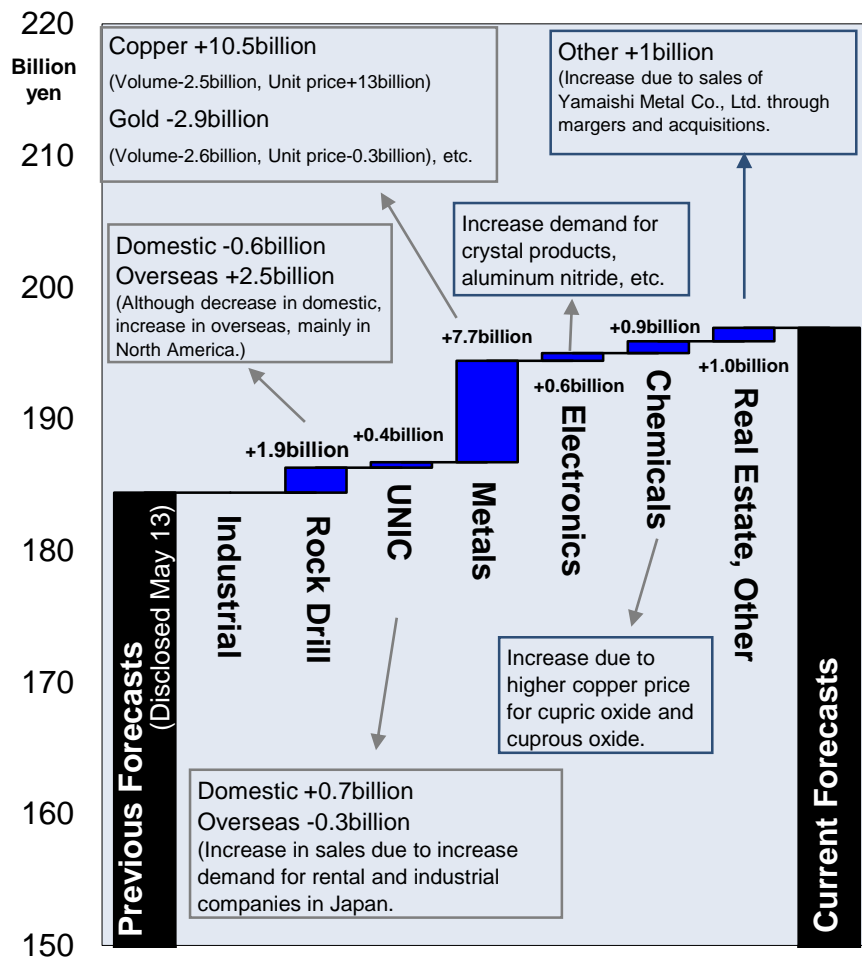 220
Billion
yen
210
200
190
180
170
160
150
Copper +10.5billion
(Volume-2.5billion, Unit price+13billion)
Gold -2.9billion
(Volume-2.6billion, Unit price-0.3billion), etc.
Other +1billion
(Increase due to sales of
Yamaishi Metal Co., Ltd. through
margers and acquisitions.
Domestic -0.6billion
Overseas +2.5billion
(Although decrease in domestic,
increase in overseas, mainly in
North America.)
Increase demand for
crystal products,
aluminum nitride, etc.
+1.9billion
+0.4billion
+7.7billion
+0.6billion
+0.9billion
+1.0billion
Previous Forecasts
(Disclosed May 13)
Industrial
Rock Drill
UNIC
Metals
Electronics
Chemicals
Real Estate, Other
Current Forecasts
Increase due to
higher copper price
for cupric oxide and
cuprous oxide.
Domestic +0.7billion
Overseas -0.3billion
(Increase in sales due to increase
demand for rental and industrial
companies in Japan.